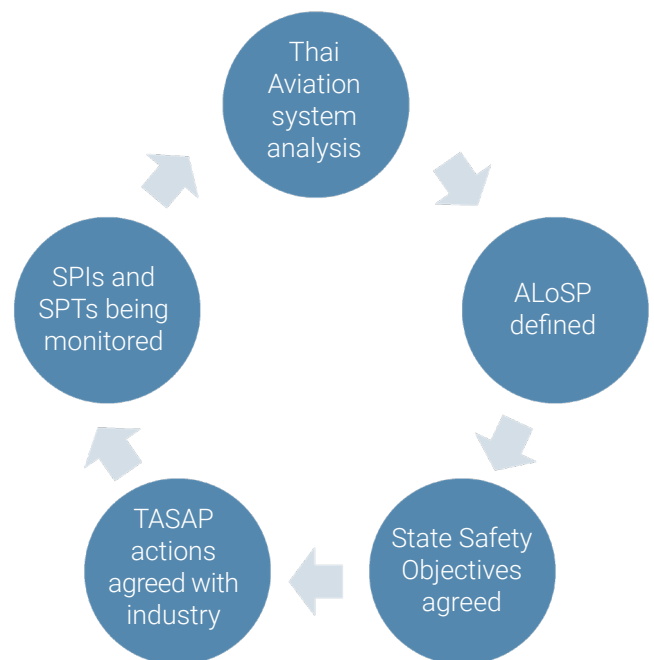 Thai
Aviation
system
analysis
ALoSP
defined
State Safety
Objectives
agreed
TASAP
actions
agreed with
industry
SPIs and
SPTs being
monitored